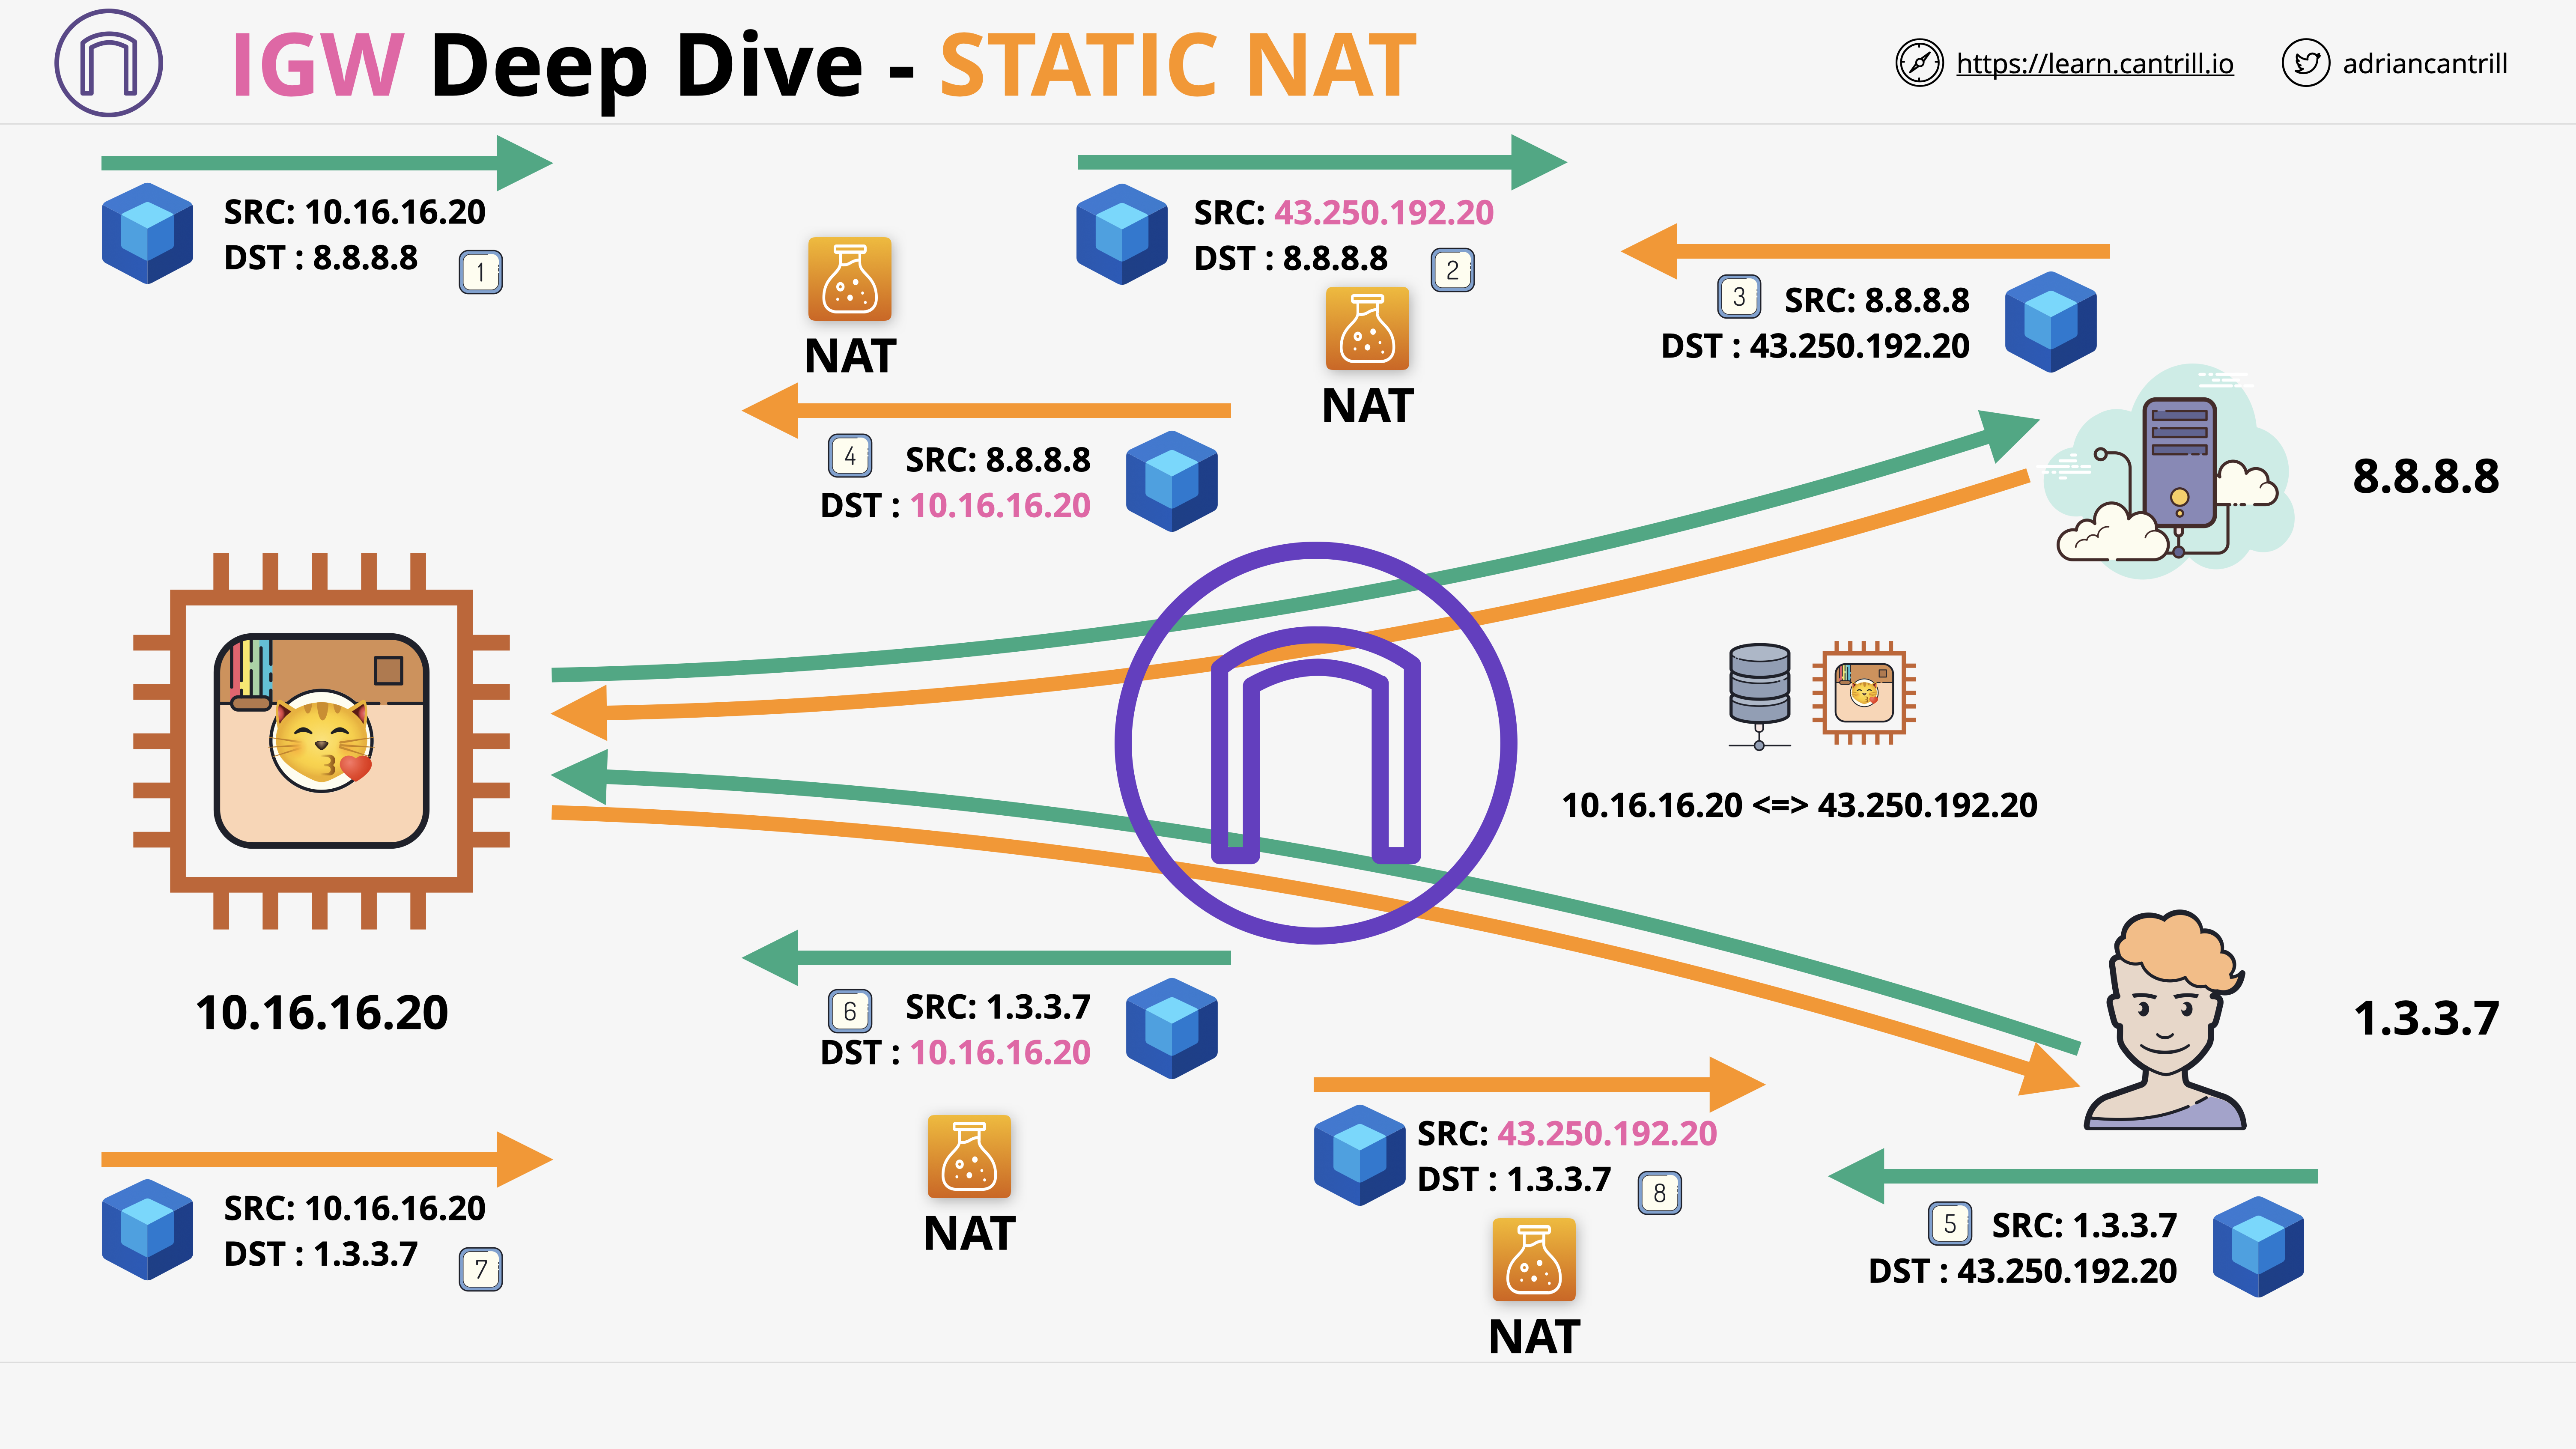 IGW Deep Dive - STATIC NAT
https://learn.cantrill.io
adriancantrill
SRC: 10.16.16.20
DST : 8.8.8.8
1
NAT
SRC: 43.250.192.20
DST : 8.8.8.8
2
NAT
3
SRC: 8.8.8.8
DST : 43.250.192.20
4
SRC: 8.8.8.8
DST : 10.16.16.20
8.8.8.8
10.16.16.20 <=> 43.250.192.20
10.16.16.20
1.3.3.7
6
SRC: 1.3.3.7
DST : 10.16.16.20
NAT
SRC: 43.250.192.20
DST : 1.3.3.7
8
NAT
5
SRC: 1.3.3.7
DST : 43.250.192.20
SRC: 10.16.16.20
DST : 1.3.3.7
7